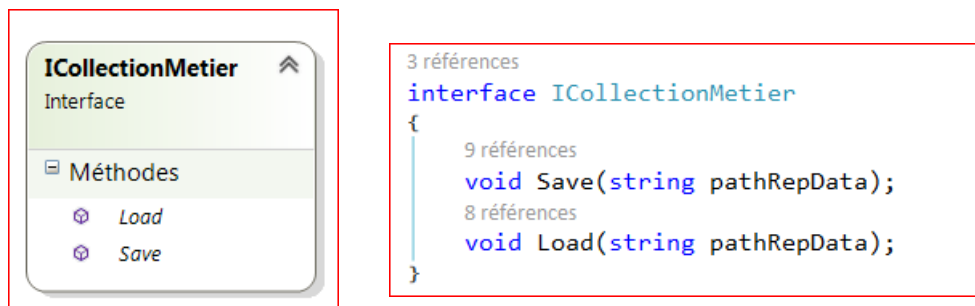 ICollectionMetier
Interface
Méthodes
Load
Save
3 références
interface ICollectionMetier
{
9 références
void Save(string pathRepData);
8 références
void Load(string pathRepData);
}